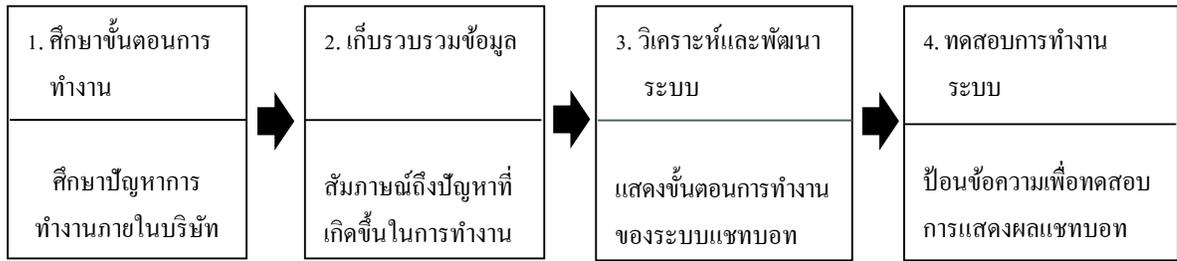 1. ศึกษาขั้นตอนการ
ทำงาน
ศึกษาปัญหาการ
ทำงานภายในบริษัท
2. เก็บรวบรวมข้อมูล
สัมภาษณ์ถึงปัญหาที่
เกิดขึ้นในการทำงาน
3. วิเคราะห์และพัฒนา
ระบบ
แสดงขั้นตอนการทำงาน
ของระบบแชทบอท
4. ทดสอบการทำงาน
ระบบ
ป้อนข้อความเพื่อทดสอบ
การแสดงผลแชทบอท